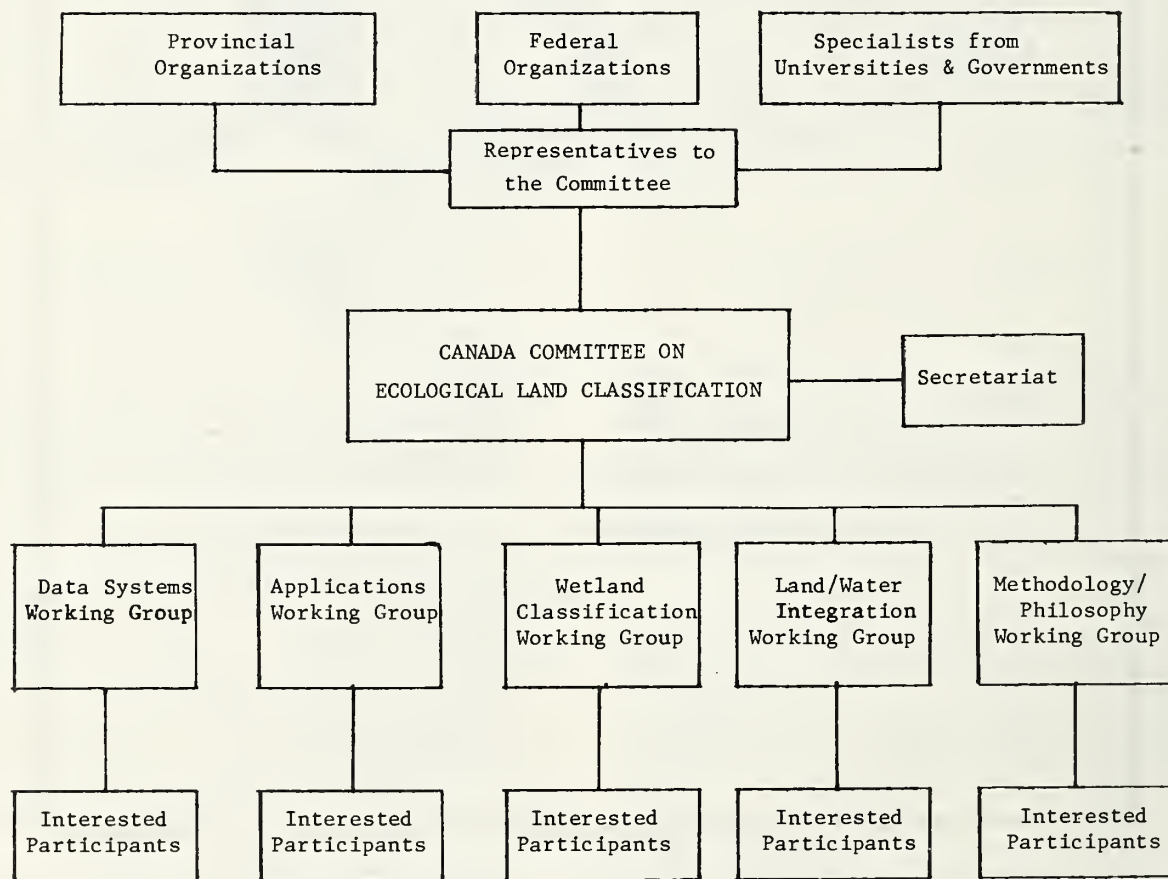 Provincial
Organizations
Federal
Organizations
Specialists from
Universities & Governments
Representatives to
the Committee
CANADA COMMITTEE ON
ECOLOGICAL LAND CLASSIFICATION
Secretariat
Data Systems
Working Group
Applications
Working Group
Wetland
Classification
Working Group
Land/Water
Integration
Working Group
Methodology/
Philosophy
Working Group
Interested
Participants
Interested
Participants
Interested
Participants
Interested
Participants
Interested
Participants